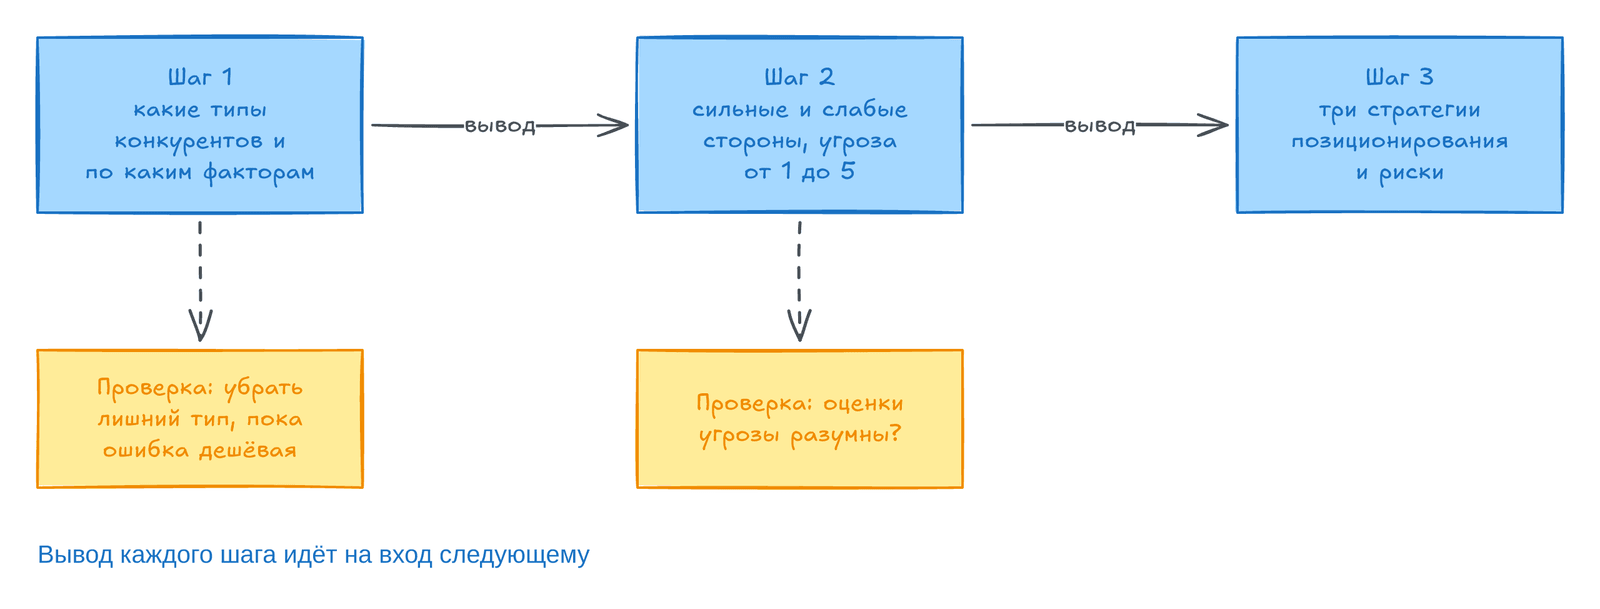 Шаг 1
какие типы
конкурентов и
по каким факторам
вывод
Шаг 2
сильные и слабые
стороны, угроза
от 1 до 5
вывод
Шаг 3
три стратегии
позиционирования
и риски
Проверка: убрать
лишний тип, пока
ошибка дешёвая
Проверка: оценки
угрозы разумны?
Вывод каждого шага идёт на вход следующему